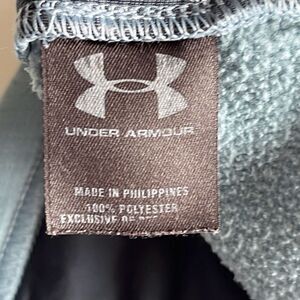 UNDER ARMOUR
MADE IN PHILIPPINES
100% POLYESTER
EXCLUSIVE OF